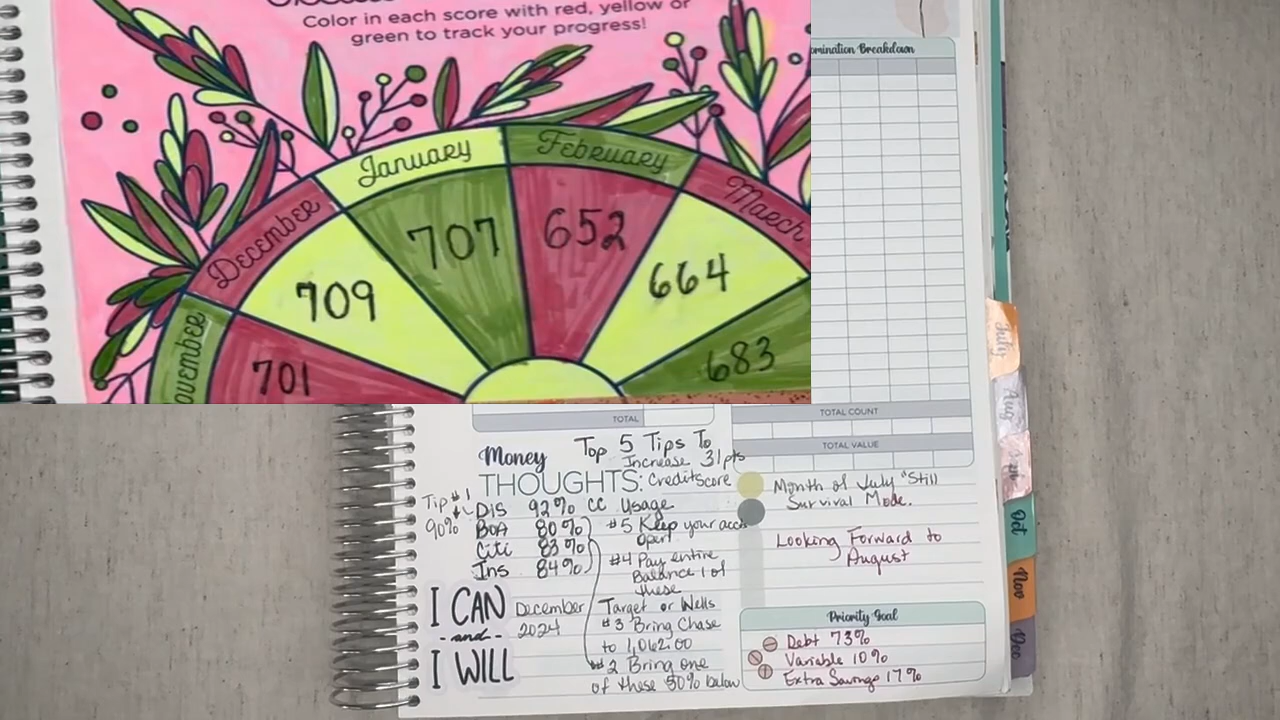 Color in each score with red, yellow or
green to track your progress!
January
February
December
March
709
707
652
664
701
683
omination Breakdown
July
Aug
Oct
Nov
Dec
TOTAL
TOTAL COUNT
TOTAL VALUE
Money Top 5 Tips To
Increase 31pts
THOUGHTS: Credit Score
Tip #1
90%
Dis 92% CC Usage
BoA 80%
Citi 83%
Ins 84%
#5 Keep your accts
open
#4 Pay entire
Balance 1 of
these
Target or Wells
#3 Bring Chase
to 1,062.00
#2 Bring one
of these 50% below
I CAN
-and-
I WILL
December
2024
Month of July "Still
Survival Mode.
Looking Forward to
August
Priority Goal
Debt 73%
Variable 10%
Extra Savings 17%